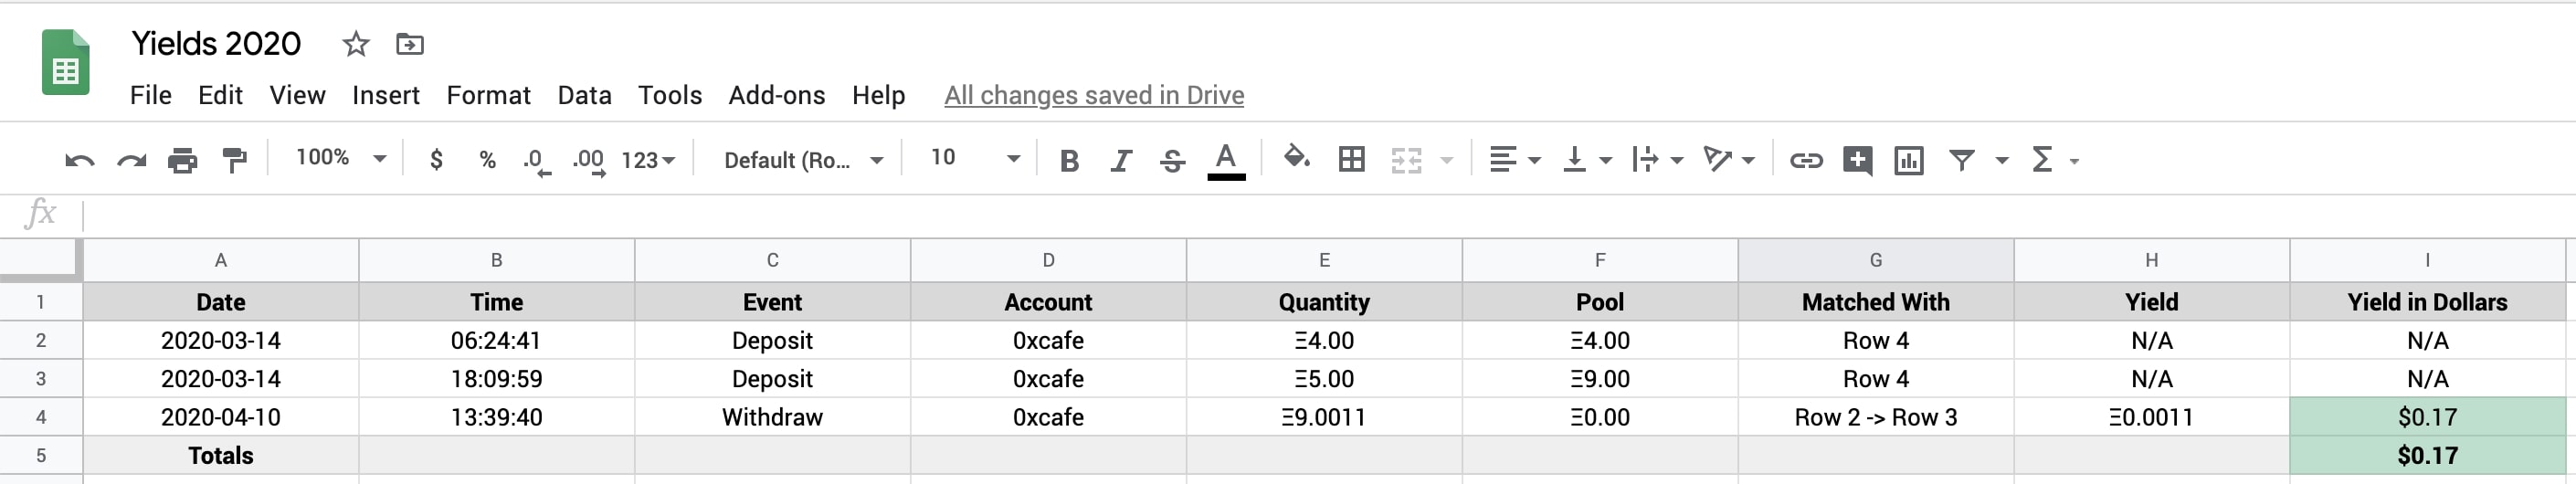 Yields 2020
File Edit View Insert Format Data Tools Add-ons Help All changes saved in Drive
100% $ % .0 .00 123 Default (Ro... 10 B I S A Σ
fx
A B C D E F G H I
1 Date Time Event Account Quantity Pool Matched With Yield Yield in Dollars
2 2020-03-14 06:24:41 Deposit 0xcafe Ξ4.00 Ξ4.00 Row 4 N/A N/A
3 2020-03-14 18:09:59 Deposit 0xcafe Ξ5.00 Ξ9.00 Row 4 N/A N/A
4 2020-04-10 13:39:40 Withdraw 0xcafe Ξ9.0011 Ξ0.00 Row 2 -> Row 3 Ξ0.0011 $0.17
5 Totals $0.17